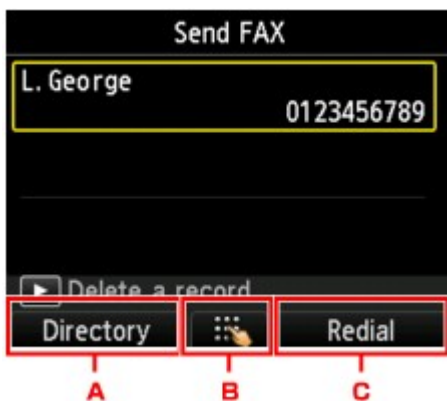 Send FAX
L. George
0123456789
Delete a record
Directory
Redial
A
B
C